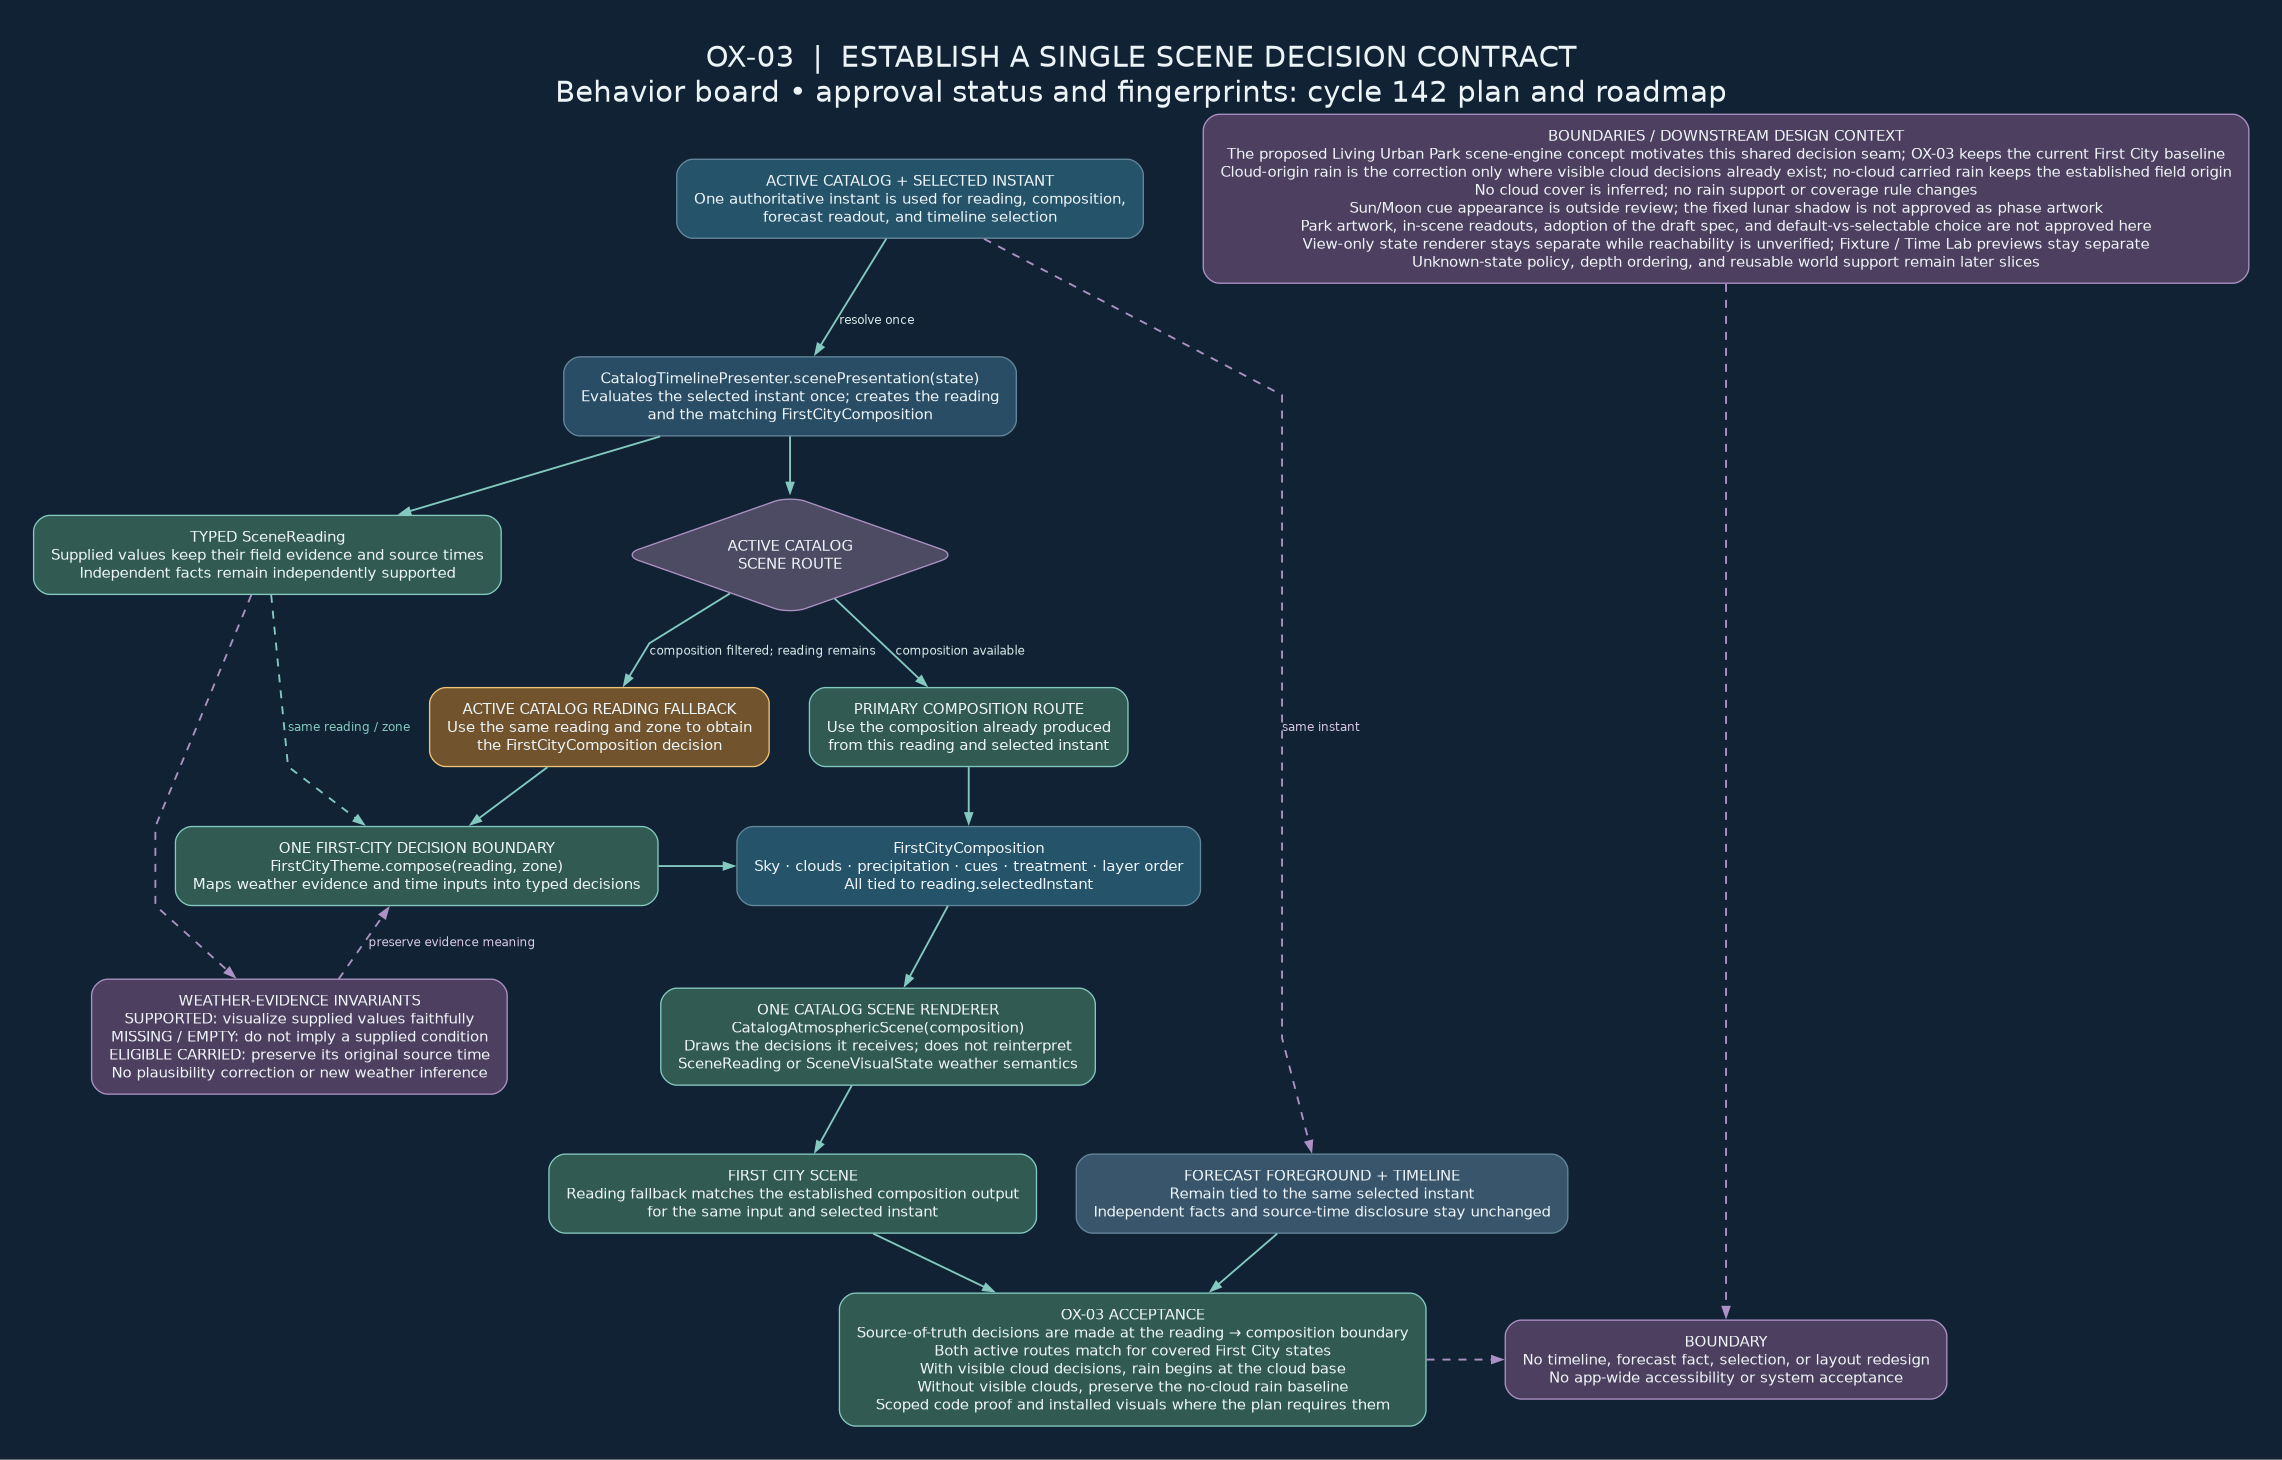 OX-03 | ESTABLISH A SINGLE SCENE DECISION CONTRACT
Behavior board • approval status and fingerprints: cycle 142 plan and roadmap
BOUNDARIES / DOWNSTREAM DESIGN CONTEXT
The proposed Living Urban Park scene-engine concept motivates this shared decision seam; OX-03 keeps the current First City baseline
Cloud-origin rain is the correction only where visible cloud decisions already exist; no-cloud carried rain keeps the established field origin
No cloud cover is inferred; no rain support or coverage rule changes
Sun/Moon cue appearance is outside review; the fixed lunar shadow is not approved as phase artwork
Park artwork, in-scene readouts, adoption of the draft spec, and default-vs-selectable choice are not approved here
View-only state renderer stays separate while reachability is unverified; Fixture / Time Lab previews stay separate
Unknown-state policy, depth ordering, and reusable world support remain later slices
ACTIVE CATALOG + SELECTED INSTANT
One authoritative instant is used for reading, composition,
forecast readout, and timeline selection
resolve once
CatalogTimelinePresenter.scenePresentation(state)
Evaluates the selected instant once; creates the reading
and the matching FirstCityComposition
TYPED SceneReading
Supplied values keep their field evidence and source times
Independent facts remain independently supported
ACTIVE CATALOG
SCENE ROUTE
composition filtered; reading remains
composition available
ACTIVE CATALOG READING FALLBACK
Use the same reading and zone to obtain
the FirstCityComposition decision
PRIMARY COMPOSITION ROUTE
Use the composition already produced
from this reading and selected instant
same reading / zone
same instant
ONE FIRST-CITY DECISION BOUNDARY
FirstCityTheme.compose(reading, zone)
Maps weather evidence and time inputs into typed decisions
FirstCityComposition
Sky · clouds · precipitation · cues · treatment · layer order
All tied to reading.selectedInstant
preserve evidence meaning
WEATHER-EVIDENCE INVARIANTS
SUPPORTED: visualize supplied values faithfully
MISSING / EMPTY: do not imply a supplied condition
ELIGIBLE CARRIED: preserve its original source time
No plausibility correction or new weather inference
ONE CATALOG SCENE RENDERER
CatalogAtmosphericScene(composition)
Draws the decisions it receives; does not reinterpret
SceneReading or SceneVisualState weather semantics
FIRST CITY SCENE
Reading fallback matches the established composition output
for the same input and selected instant
FORECAST FOREGROUND + TIMELINE
Remain tied to the same selected instant
Independent facts and source-time disclosure stay unchanged
OX-03 ACCEPTANCE
Source-of-truth decisions are made at the reading → composition boundary
Both active routes match for covered First City states
With visible cloud decisions, rain begins at the cloud base
Without visible clouds, preserve the no-cloud rain baseline
Scoped code proof and installed visuals where the plan requires them
BOUNDARY
No timeline, forecast fact, selection, or layout redesign
No app-wide accessibility or system acceptance